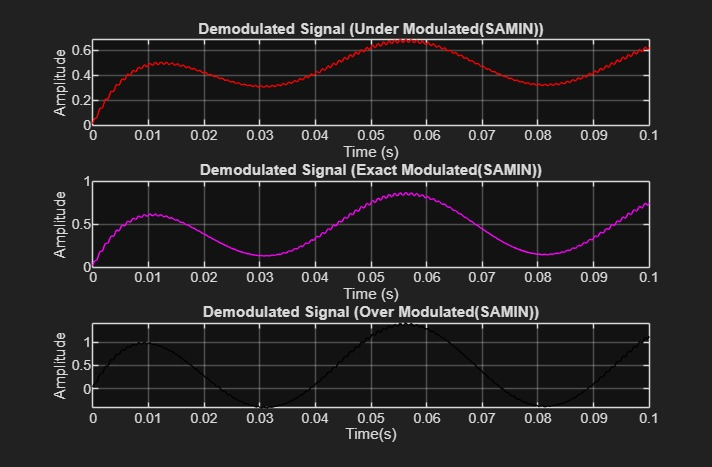 Demodulated Signal (Under Modulated(SAMIN))
0.6
0.4
0.2
0
Amplitude
0 0.01 0.02 0.03 0.04 0.05 0.06 0.07 0.08 0.09 0.1
Time (s)
Demodulated Signal (Exact Modulated(SAMIN))
1
0.5
0
Amplitude
0 0.01 0.02 0.03 0.04 0.05 0.06 0.07 0.08 0.09 0.1
Time (s)
Demodulated Signal (Over Modulated(SAMIN))
1
0.5
0
Amplitude
0 0.01 0.02 0.03 0.04 0.05 0.06 0.07 0.08 0.09 0.1
Time(s)